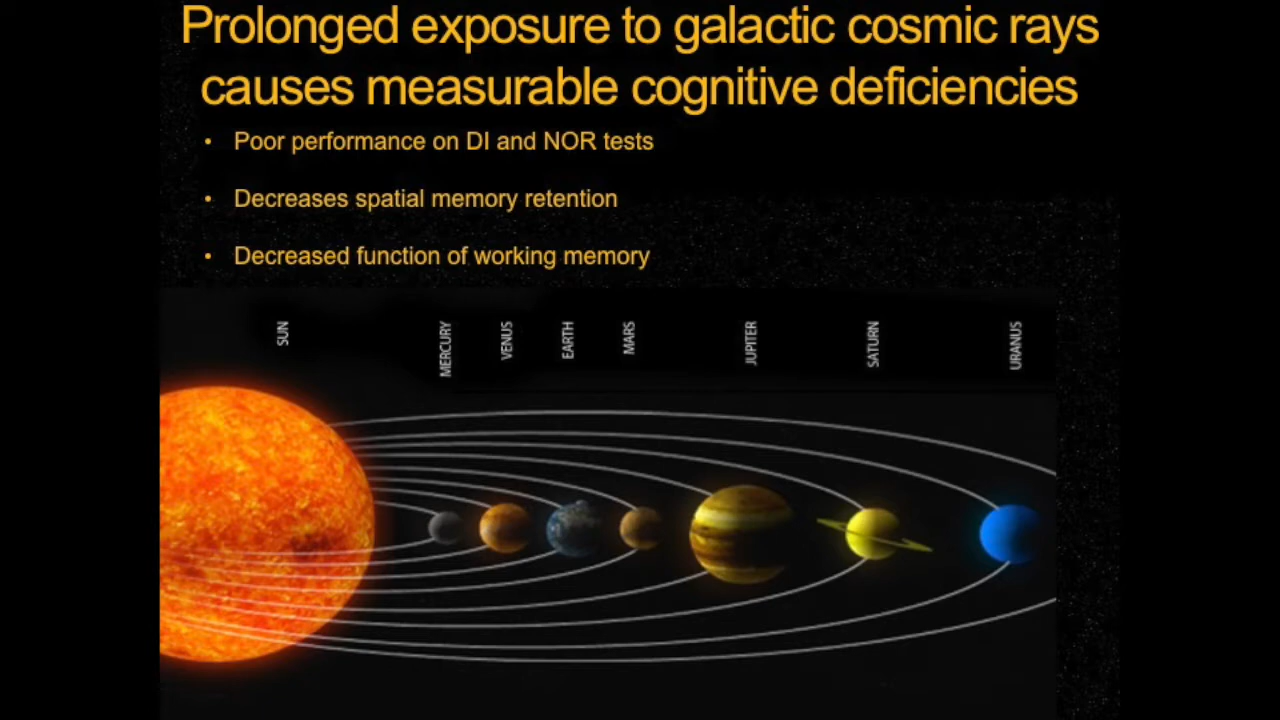 Prolonged exposure to galactic cosmic rays
causes measurable cognitive deficiencies
• Poor performance on DI and NOR tests
• Decreases spatial memory retention
• Decreased function of working memory
SUN
MERCURY
VENUS
EARTH
MARS
JUPITER
SATURN
URANUS